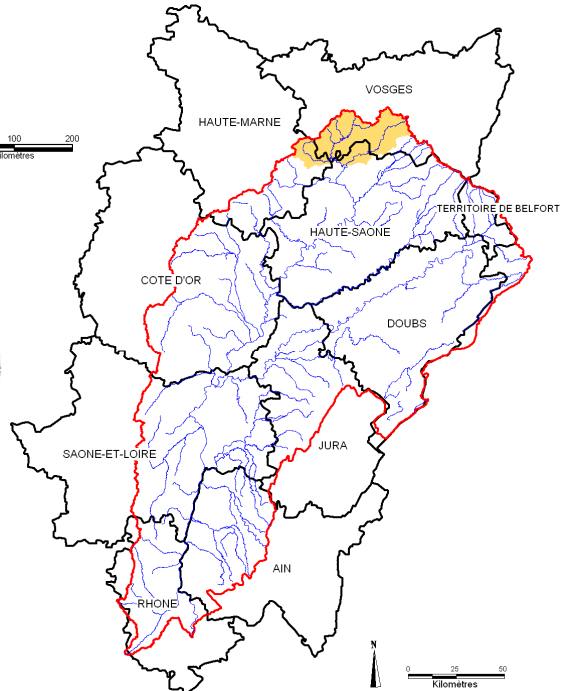 VOSGES
HAUTE-MARNE
100 200
Kilomètres
TERRITOIRE DE BELFORT
HAUTE-SAONE
COTE D'OR
DOUBS
SAONE-ET-LOIRE
JURA
AIN
RHONE
N
0 25 50
Kilomètres